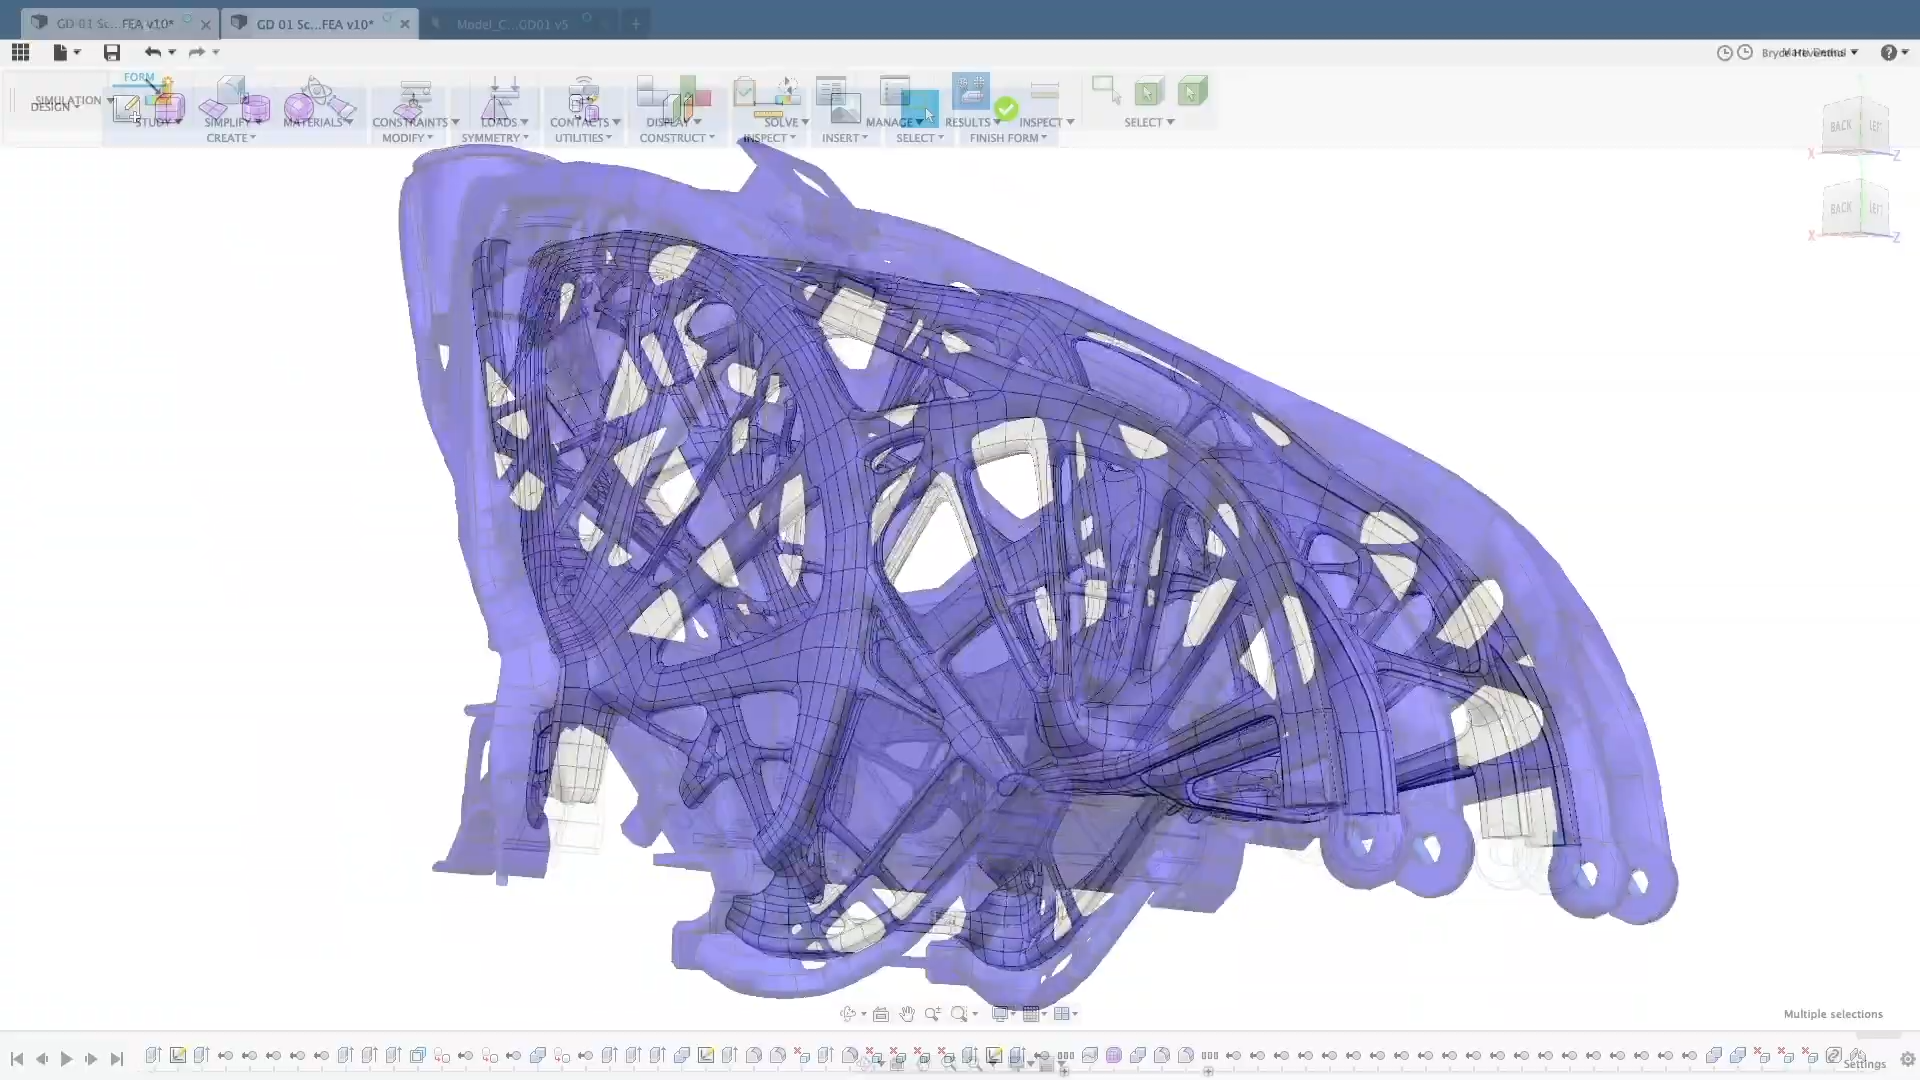 GD 01 Sc...FEA v10*
GD 01 Sc...FEA v10*
Model_C...GD01 v5
FORM
SIMULATION
DESIGN
STUDY
SIMPLIFY
MATERIALS
CONSTRAINTS
LOADS
CONTACTS
DISPLAY
SOLVE
MANAGE
RESULTS
INSPECT
SELECT
CREATE
MODIFY
SYMMETRY
UTILITIES
CONSTRUCT
INSPECT
INSERT
SELECT
FINISH FORM
BACK
LEFT
X
Z
BACK
LEFT
X
Z
Multiple selections
Settings